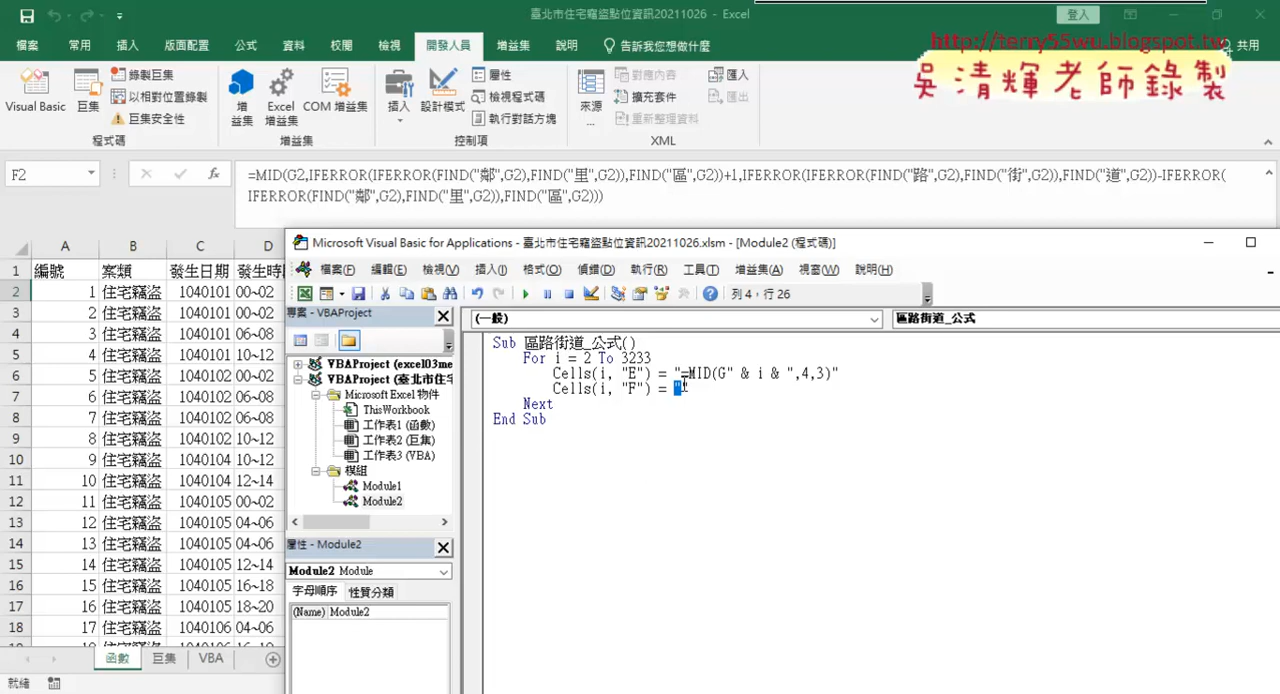 臺北市住宅竊盜點位資訊20211026 - Excel
登入
http://terry55wu.blogspot.tw
吳清輝老師錄製
檔案 常用 插入 版面配置 公式 資料 校閱 檢視 開發人員 增益集 說明 告訴我您想做什麼 共用
Visual Basic 巨集 錄製巨集 以相對位置錄製 巨集安全性
增益集 Excel 增益集 COM 增益集
插入 設計模式 屬性 檢視程式碼 執行對話方塊
來源 對應內容 擴充套件 重新整理資料 匯入 匯出
程式碼 增益集 控制項 XML
F2 fx =MID(G2,IFERROR(IFERROR(FIND("鄰",G2),FIND("里",G2)),FIND("區",G2))+1,IFERROR(IFERROR(FIND("路",G2),FIND("街",G2)),FIND("道",G2))-IFERROR(
IFERROR(FIND("鄰",G2),FIND("里",G2)),FIND("區",G2)))
A B C D
1 編號 案類 發生日期 發生時
2 1 住宅竊盜 1040101 00~02
3 2 住宅竊盜 1040101 00~02
4 3 住宅竊盜 1040101 06~08
5 4 住宅竊盜 1040101 10~12
6 5 住宅竊盜 1040102 00~02
7 6 住宅竊盜 1040102 06~08
8 7 住宅竊盜 1040102 08~10
9 8 住宅竊盜 1040102 10~12
10 9 住宅竊盜 1040104 10~12
11 10 住宅竊盜 1040104 12~14
12 11 住宅竊盜 1040105 00~02
13 12 住宅竊盜 1040105 04~06
14 13 住宅竊盜 1040105 04~06
15 14 住宅竊盜 1040105 12~14
16 15 住宅竊盜 1040105 16~18
17 16 住宅竊盜 1040105 18~20
18 17 住宅竊盜 1040106 04~06
函數 巨集 VBA
就緒
Microsoft Visual Basic for Applications - 臺北市住宅竊盜點位資訊20211026.xlsm - [Module2 (程式碼)]
檔案(F) 編輯(E) 檢視(V) 插入(I) 格式(O) 偵錯(D) 執行(R) 工具(T) 增益集(A) 視窗(W) 說明(H)
列 4，行 26
專案 - VBAProject
VBAProject (excel03me
VBAProject (臺北市住宅
Microsoft Excel 物件
ThisWorkbook
工作表1 (函數)
工作表2 (巨集)
工作表3 (VBA)
模組
Module1
Module2
屬性 - Module2
Module2 Module
字母順序 性質分類
(Name) Module2
(一般) 區路街道_公式
Sub 區路街道_公式()
For i = 2 To 3233
Cells(i, "E") = "=MID(G" & i & ",4,3)"
Cells(i, "F") = "
Next
End Sub